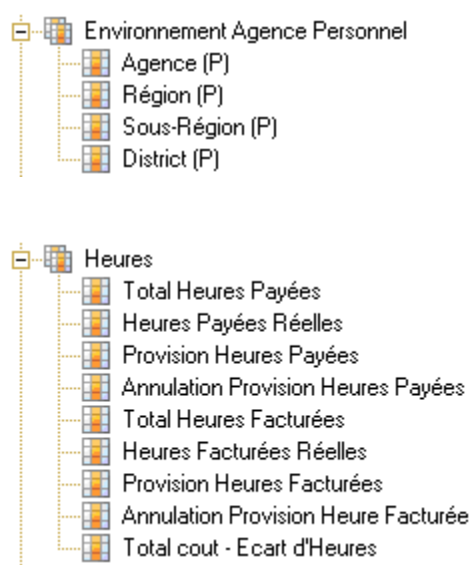 Environnement Agence Personnel
Agence (P)
Région (P)
Sous-Région (P)
District (P)
Heures
Total Heures Payées
Heures Payées Réelles
Provision Heures Payées
Annulation Provision Heures Payées
Total Heures Facturées
Heures Facturées Réelles
Provision Heures Facturées
Annulation Provision Heure Facturée
Total cout - Ecart d'Heures